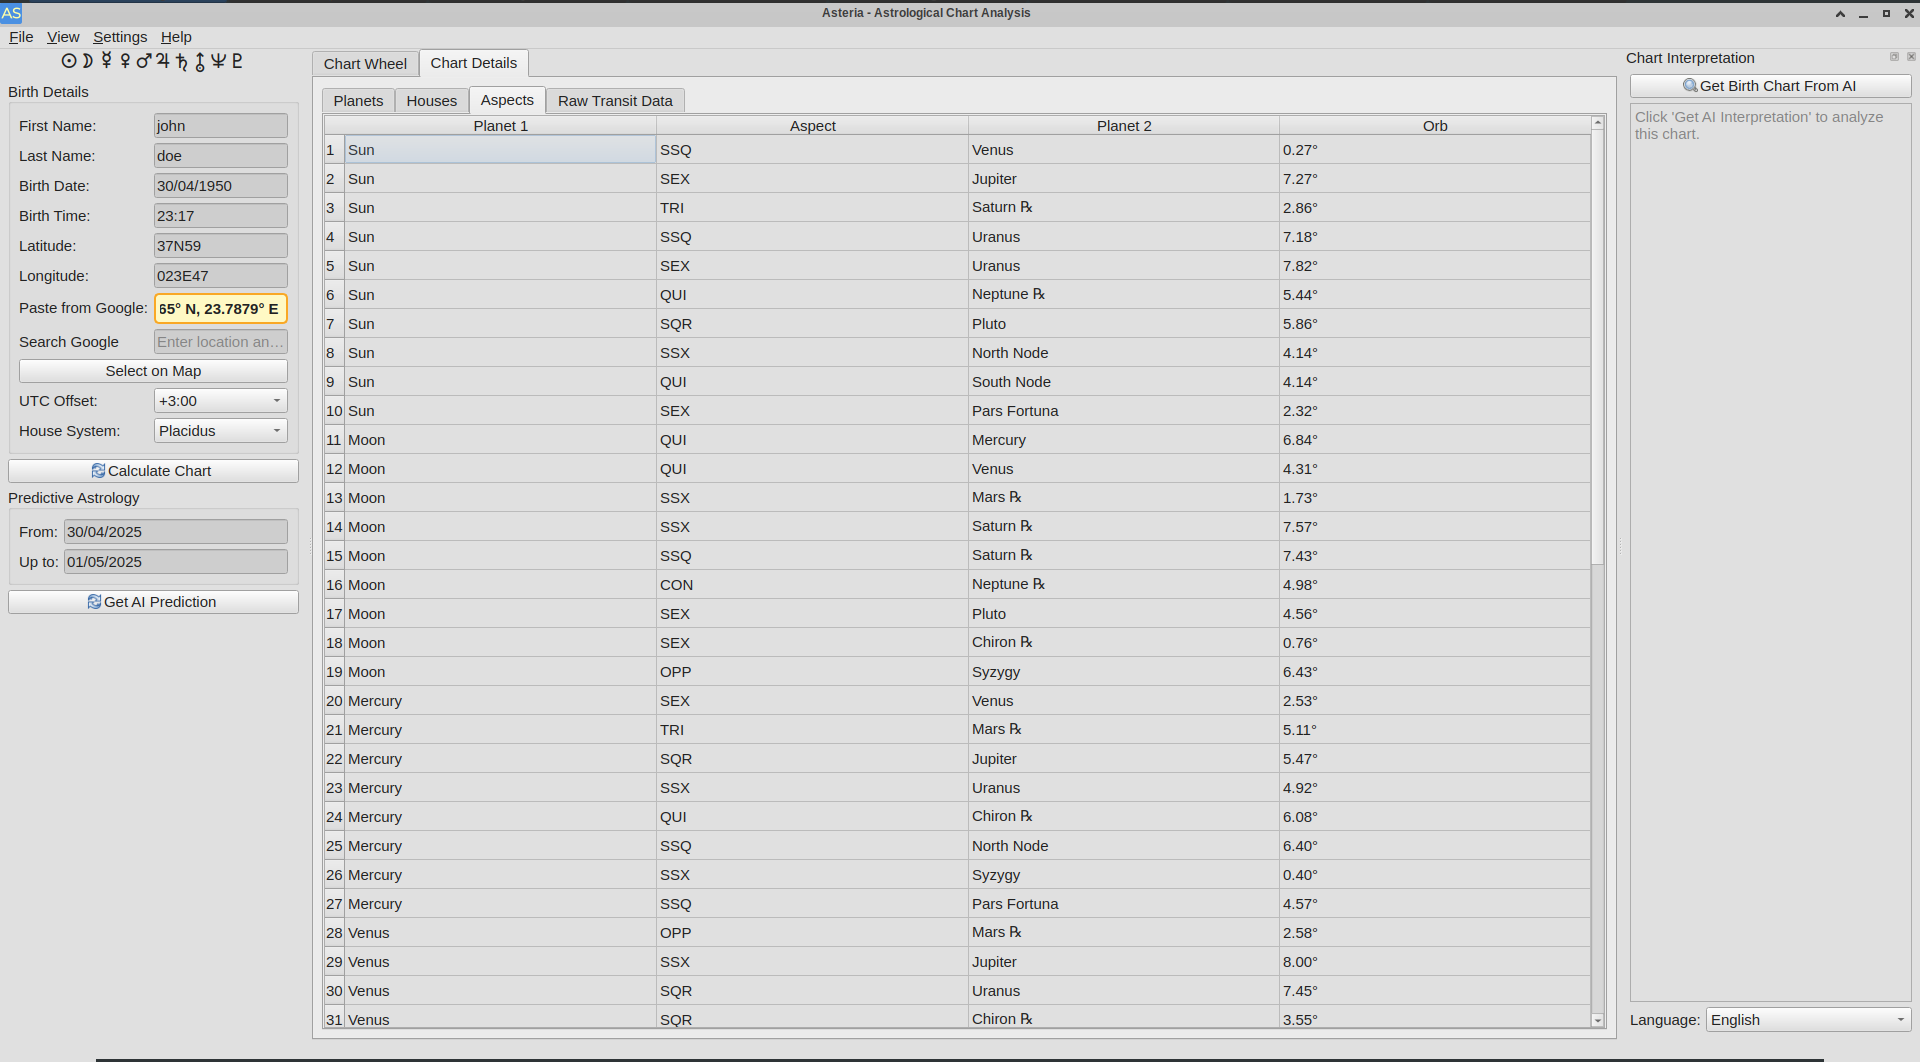 AS Asteria - Astrological Chart Analysis
File View Settings Help
☉☽☿♀♂♃♄⛢♆♇
Birth Details
First Name: john
Last Name: doe
Birth Date: 30/04/1950
Birth Time: 23:17
Latitude: 37N59
Longitude: 023E47
Paste from Google: 65° N, 23.7879° E
Search Google Enter location an…
Select on Map
UTC Offset: +3:00
House System: Placidus
Calculate Chart
Predictive Astrology
From: 30/04/2025
Up to: 01/05/2025
Get AI Prediction
Chart Wheel Chart Details
Planets Houses Aspects Raw Transit Data
Planet 1 Aspect Planet 2 Orb
1 Sun SSQ Venus 0.27°
2 Sun SEX Jupiter 7.27°
3 Sun TRI Saturn ℞ 2.86°
4 Sun SSQ Uranus 7.18°
5 Sun SEX Uranus 7.82°
6 Sun QUI Neptune ℞ 5.44°
7 Sun SQR Pluto 5.86°
8 Sun SSX North Node 4.14°
9 Sun QUI South Node 4.14°
10 Sun SEX Pars Fortuna 2.32°
11 Moon QUI Mercury 6.84°
12 Moon QUI Venus 4.31°
13 Moon SSX Mars ℞ 1.73°
14 Moon SSX Saturn ℞ 7.57°
15 Moon SSQ Saturn ℞ 7.43°
16 Moon CON Neptune ℞ 4.98°
17 Moon SEX Pluto 4.56°
18 Moon SEX Chiron ℞ 0.76°
19 Moon OPP Syzygy 6.43°
20 Mercury SEX Venus 2.53°
21 Mercury TRI Mars ℞ 5.11°
22 Mercury SQR Jupiter 5.47°
23 Mercury SSX Uranus 4.92°
24 Mercury QUI Chiron ℞ 6.08°
25 Mercury SSQ North Node 6.40°
26 Mercury SSX Syzygy 0.40°
27 Mercury SSQ Pars Fortuna 4.57°
28 Venus OPP Mars ℞ 2.58°
29 Venus SSX Jupiter 8.00°
30 Venus SQR Uranus 7.45°
31 Venus SQR Chiron ℞ 3.55°
Chart Interpretation
Get Birth Chart From AI
Click 'Get AI Interpretation' to analyze
this chart.
Language: English